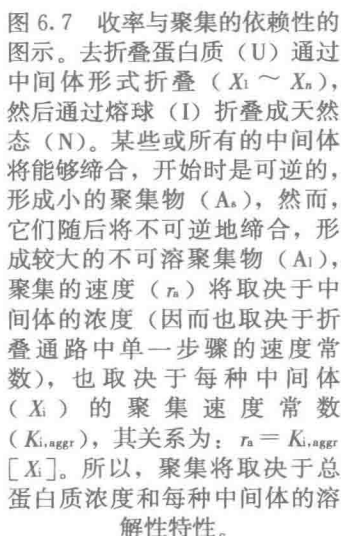 图 6.7 收率与聚集的依赖性的
图示。去折叠蛋白质（U）通过
中间体形式折叠（X₁～Xₙ），
然后通过熔球（I）折叠成天然
态（N）。某些或所有的中间体
将能够缔合，开始时是可逆的，
形成小的聚集物（Aₛ），然而，
它们随后将不可逆地缔合，形
成较大的不可溶聚集物（A₁），
聚集的速度（rₐ）将取决于中
间体的浓度（因而也取决于折
叠通路中单一步骤的速度常
数），也取决于每种中间体
（Xᵢ）的聚集速度常数
（Kᵢ,aggr），其关系为：rₐ＝Kᵢ,aggr
［Xᵢ］。所以，聚集将取决于总
蛋白质浓度和每种中间体的溶
解性特性。